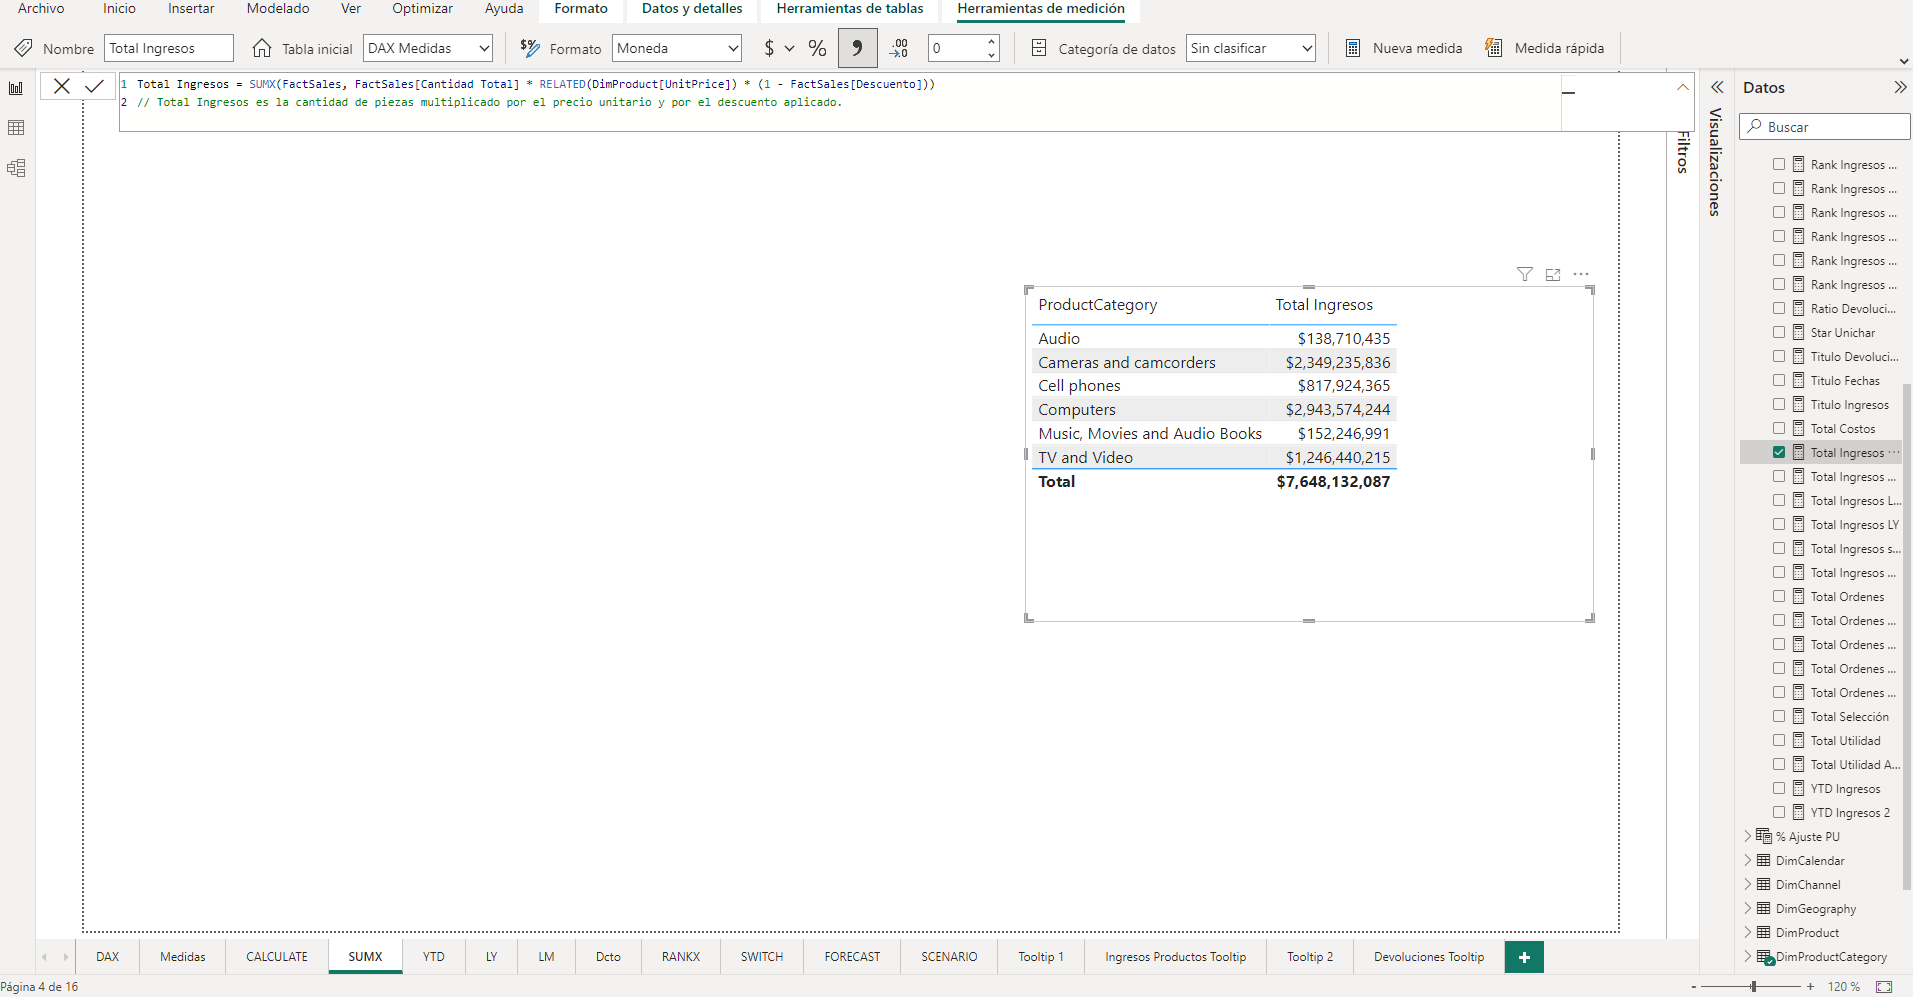 Archivo Inicio Insertar Modelado Ver Optimizar Ayuda Formato Datos y detalles Herramientas de tablas Herramientas de medición
Nombre Total Ingresos Tabla inicial DAX Medidas Formato Moneda $ % 0 Categoría de datos Sin clasificar Nueva medida Medida rápida
1 Total Ingresos = SUMX(FactSales, FactSales[Cantidad Total] * RELATED(DimProduct[UnitPrice]) * (1 - FactSales[Descuento]))
2 // Total Ingresos es la cantidad de piezas multiplicado por el precio unitario y por el descuento aplicado.
Filtros
Visualizaciones
ProductCategory Total Ingresos
Audio $138,710,435
Cameras and camcorders $2,349,235,836
Cell phones $817,924,365
Computers $2,943,574,244
Music, Movies and Audio Books $152,246,991
TV and Video $1,246,440,215
Total $7,648,132,087
Datos
Buscar
Rank Ingresos ...
Rank Ingresos ...
Rank Ingresos ...
Rank Ingresos ...
Rank Ingresos ...
Rank Ingresos ...
Ratio Devoluci...
Star Unichar
Titulo Devoluci...
Titulo Fechas
Titulo Ingresos
Total Costos
Total Ingresos ...
Total Ingresos ...
Total Ingresos L...
Total Ingresos LY
Total Ingresos s...
Total Ingresos ...
Total Ordenes
Total Ordenes ...
Total Ordenes ...
Total Ordenes ...
Total Ordenes ...
Total Selección
Total Utilidad
Total Utilidad A...
YTD Ingresos
YTD Ingresos 2
% Ajuste PU
DimCalendar
DimChannel
DimGeography
DimProduct
DimProductCategory
DAX Medidas CALCULATE SUMX YTD LY LM Dcto RANKX SWITCH FORECAST SCENARIO Tooltip 1 Ingresos Productos Tooltip Tooltip 2 Devoluciones Tooltip +
Página 4 de 16 - + 120 %